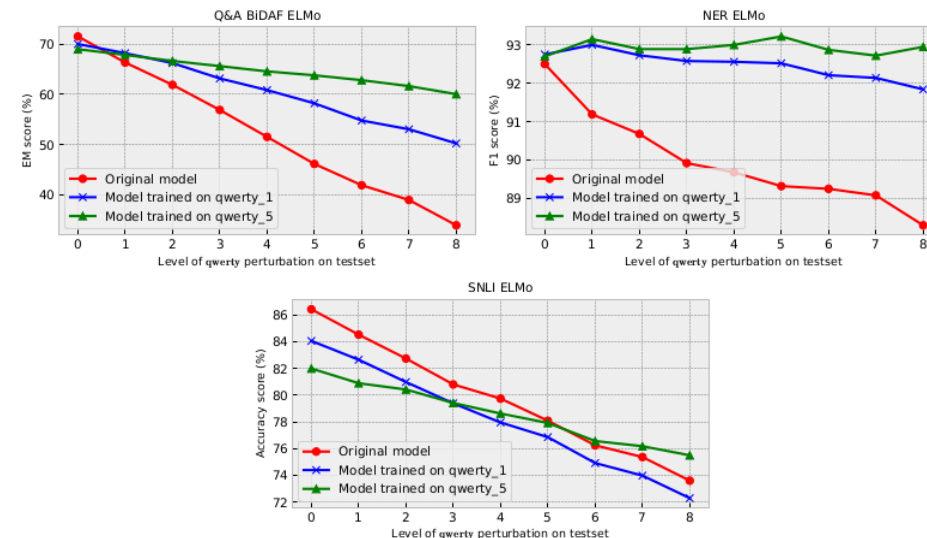 Q&A BiDAF ELMo
EM score (%)
70
60
50
40
Original model
Model trained on qwerty_1
Model trained on qwerty_5
0 1 2 3 4 5 6 7 8
Level of qwerty perturbation on testset
NER ELMo
F1 score (%)
93
92
91
90
89
Original model
Model trained on qwerty_1
Model trained on qwerty_5
0 1 2 3 4 5 6 7 8
Level of qwerty perturbation on testset
SNLI ELMo
Accuracy score (%)
86
84
82
80
78
76
74
72
Original model
Model trained on qwerty_1
Model trained on qwerty_5
0 1 2 3 4 5 6 7 8
Level of qwerty perturbation on testset